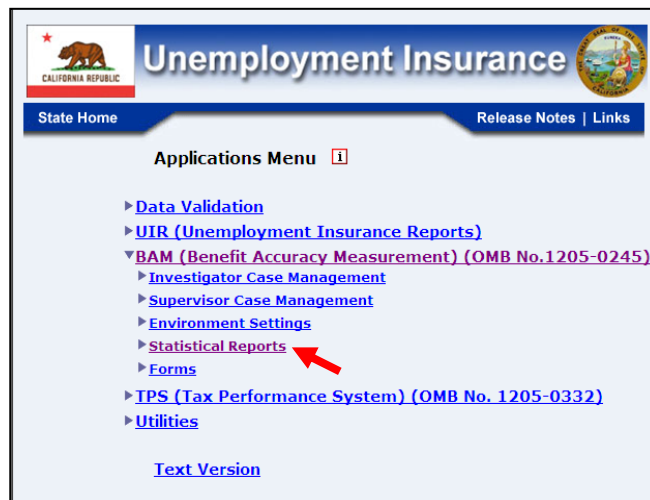 CALIFORNIA REPUBLIC
Unemployment Insurance
State Home
Release Notes | Links
Applications Menu i
Data Validation
UIR (Unemployment Insurance Reports)
BAM (Benefit Accuracy Measurement) (OMB No.1205-0245)
Investigator Case Management
Supervisor Case Management
Environment Settings
Statistical Reports
Forms
TPS (Tax Performance System) (OMB No. 1205-0332)
Utilities
Text Version